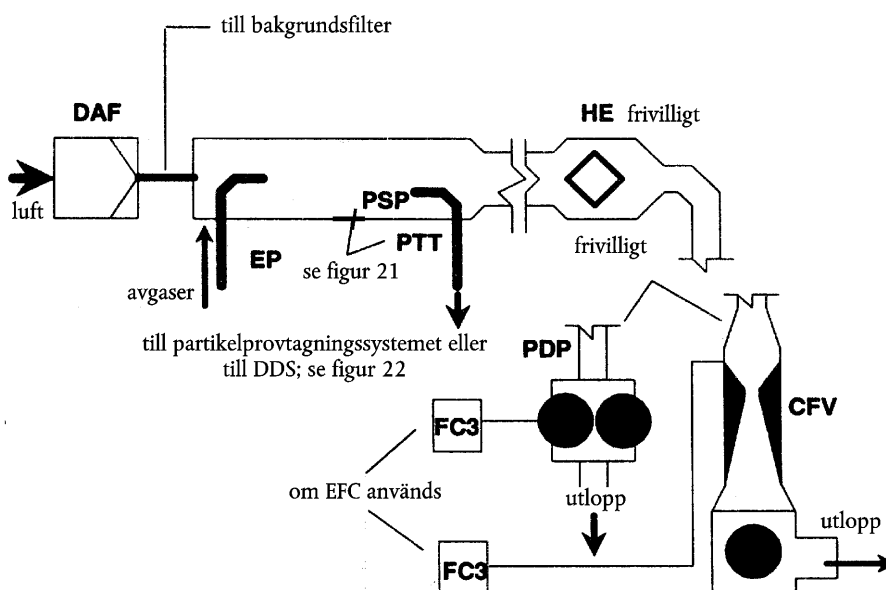 till bakgrundsfilter
DAF
HE frivilligt
luft
PSP
PTT
EP
se figur 21
frivilligt
avgaser
till partikelprovtagningssystemet eller
till DDS; se figur 22
PDP
CFV
FC3
om EFC används
utlopp
utlopp
FC3